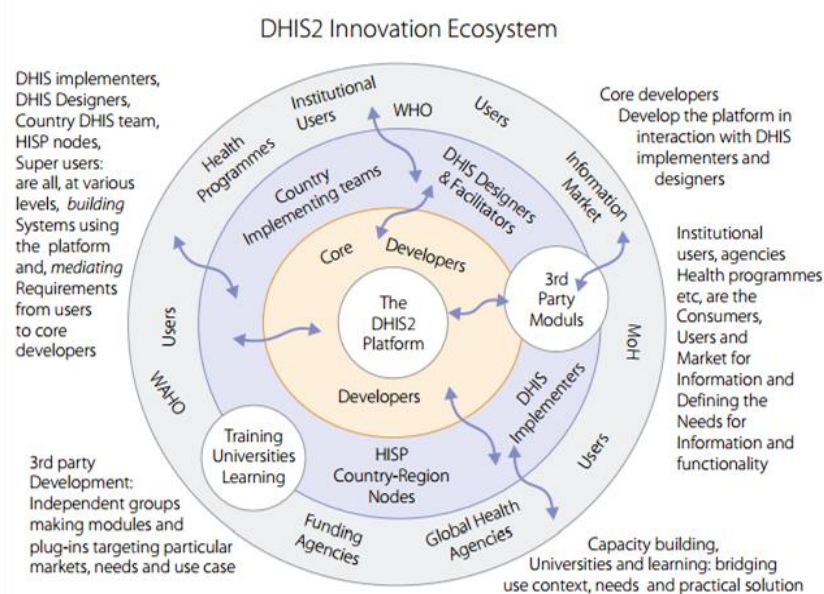 DHIS2 Innovation Ecosystem
DHIS implementers,
DHIS Designers,
Country DHIS team,
HISP nodes,
Super users:
are all, at various
levels, building
Systems using
the platform
and, mediating
Requirements
from users
to core
developers
Health
Programmes
Institutional
Users
WHO
Users
Information
Market
MoH
Users
Global Health
Agencies
Funding
Agencies
WAHO
Users
Country
Implementing teams
DHIS Designers
& Facilitators
3rd
Party
Moduls
DHIS
Implementers
HISP
Country-Region
Nodes
Training
Universities
Learning
Core
Developers
The
DHIS2
Platform
Developers
Core developers
Develop the platform in
interaction with DHIS
implementers and
designers
Institutional
users, agencies
Health programmes
etc, are the
Consumers,
Users and
Market for
Information and
Defining the
Needs for
Information and
functionality
3rd party
Development:
Independent groups
making modules and
plug-ins targeting particular
markets, needs and use case
Capacity building,
Universities and learning: bridging
use context, needs and practical solution